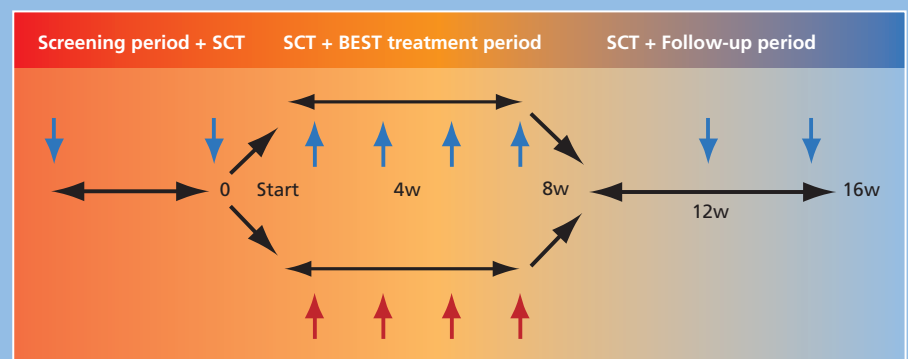 Screening period + SCT
SCT + BEST treatment period
SCT + Follow-up period
0
Start
4w
8w
12w
16w